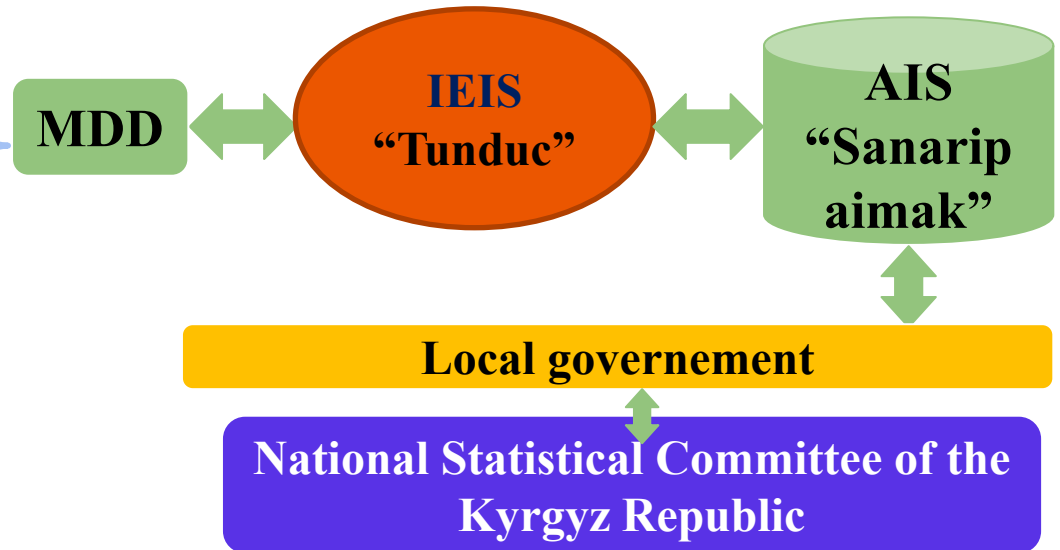 MDD
IEIS
“Tunduc”
AIS
“Sanarip
aimak”
Local governement
National Statistical Committee of the
Kyrgyz Republic